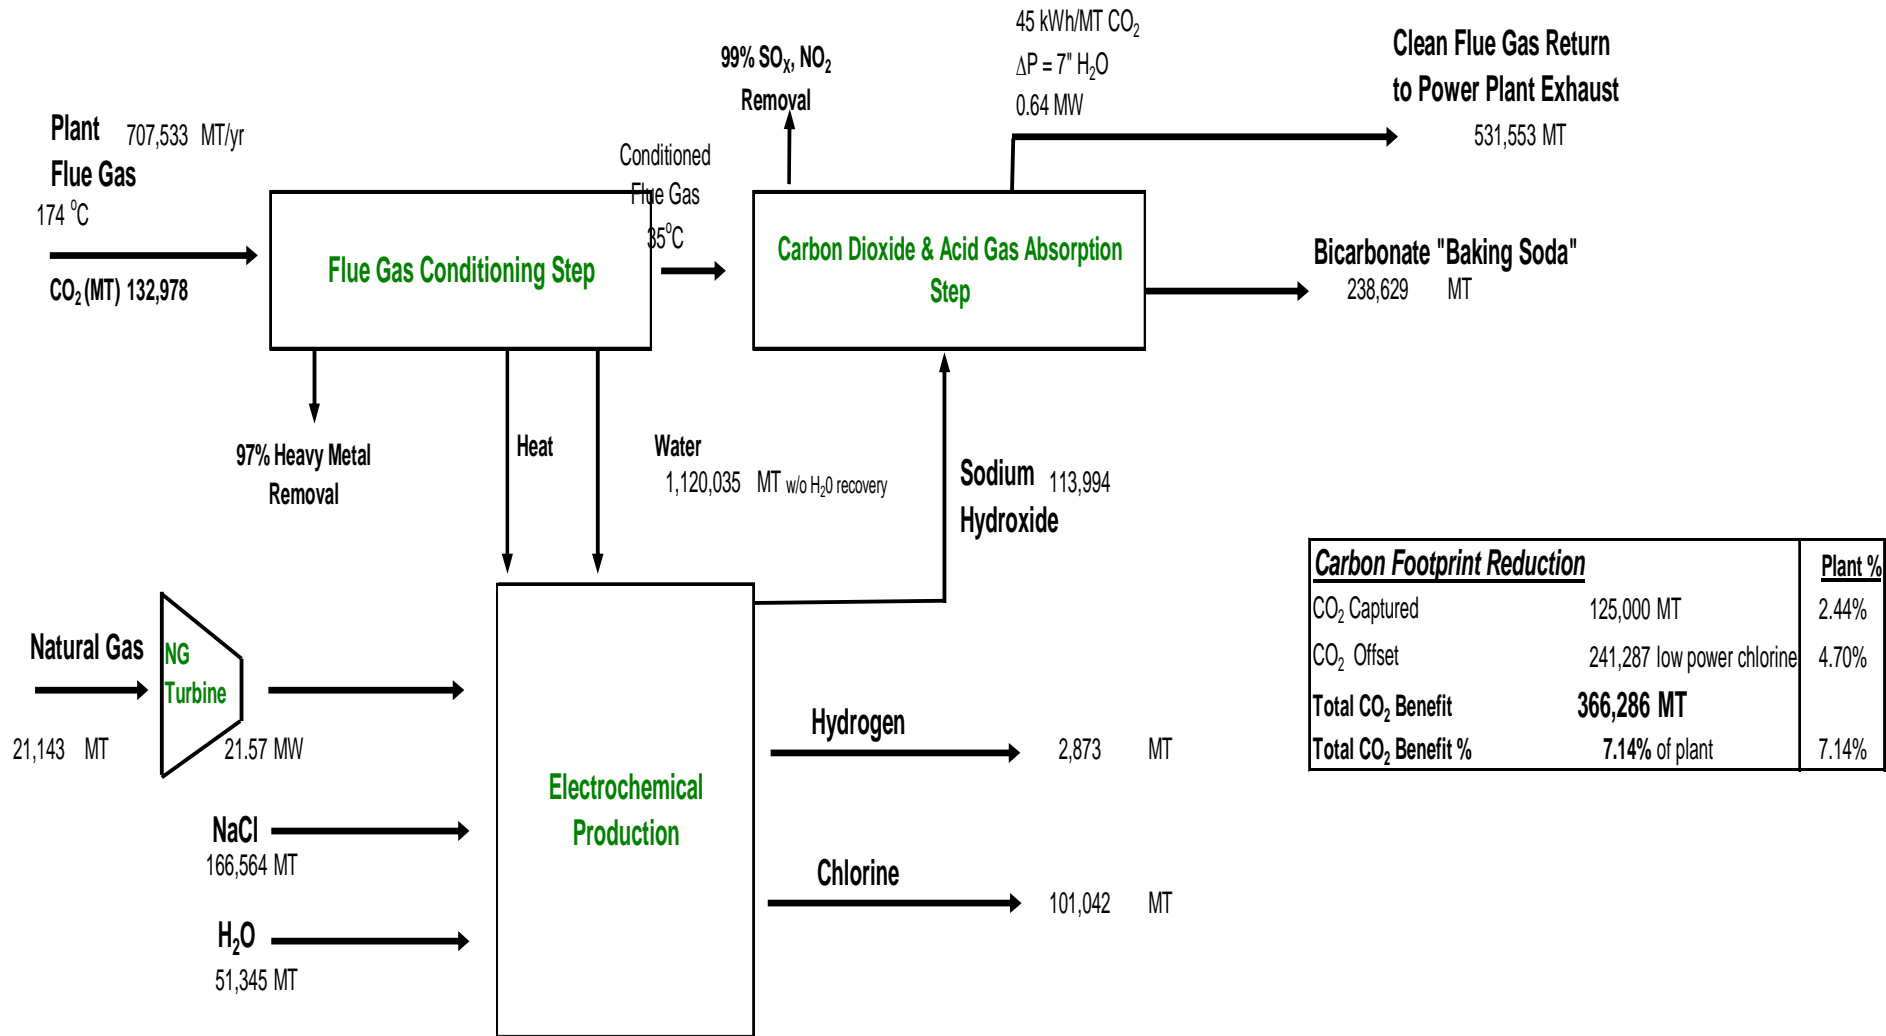 45 kWh/MT CO₂
ΔP = 7" H₂O
0.64 MW
99% SOₓ, NO₂
Removal
Clean Flue Gas Return
to Power Plant Exhaust
531,553 MT
Plant 707,533 MT/yr
Flue Gas
174 °C
CO₂ (MT) 132,978
Flue Gas Conditioning Step
Conditioned
Flue Gas
35°C
Carbon Dioxide & Acid Gas Absorption
Step
Bicarbonate "Baking Soda"
238,629 MT
97% Heavy Metal
Removal
Heat
Water
1,120,035 MT w/o H₂0 recovery
Sodium 113,994
Hydroxide
Natural Gas
21,143 MT
NG
Turbine
21.57 MW
NaCl
166,564 MT
H₂O
51,345 MT
Electrochemical
Production
Hydrogen
2,873 MT
Chlorine
101,042 MT
Carbon Footprint Reduction Plant %
CO₂ Captured 125,000 MT 2.44%
CO₂ Offset 241,287 low power chlorine 4.70%
Total CO₂ Benefit 366,286 MT
Total CO₂ Benefit % 7.14% of plant 7.14%